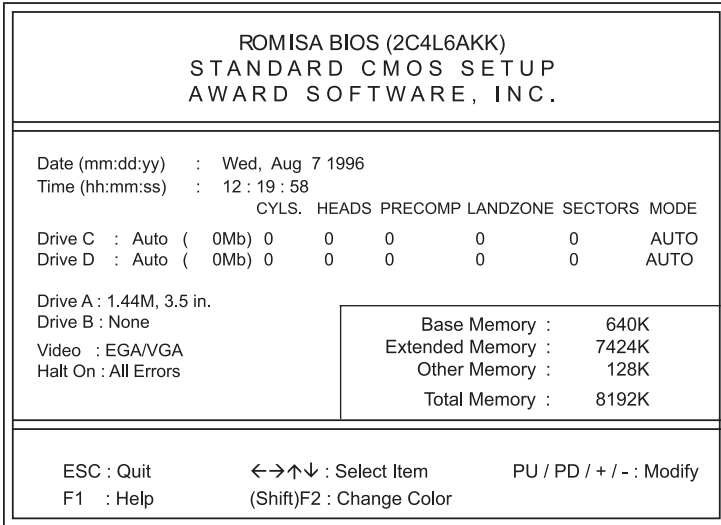 ROMISA BIOS (2C4L6AKK)
STANDARD CMOS SETUP
AWARD SOFTWARE, INC.
Date (mm:dd:yy) : Wed, Aug 7 1996
Time (hh:mm:ss) : 12 : 19 : 58
CYLS. HEADS PRECOMP LANDZONE SECTORS MODE
Drive C : Auto ( 0Mb) 0 0 0 0 0 AUTO
Drive D : Auto ( 0Mb) 0 0 0 0 0 AUTO
Drive A : 1.44M, 3.5 in.
Drive B : None
Video : EGA/VGA
Halt On : All Errors
Base Memory : 640K
Extended Memory : 7424K
Other Memory : 128K
Total Memory : 8192K
ESC : Quit ←→↑↓ : Select Item PU / PD / + / - : Modify
F1 : Help (Shift)F2 : Change Color